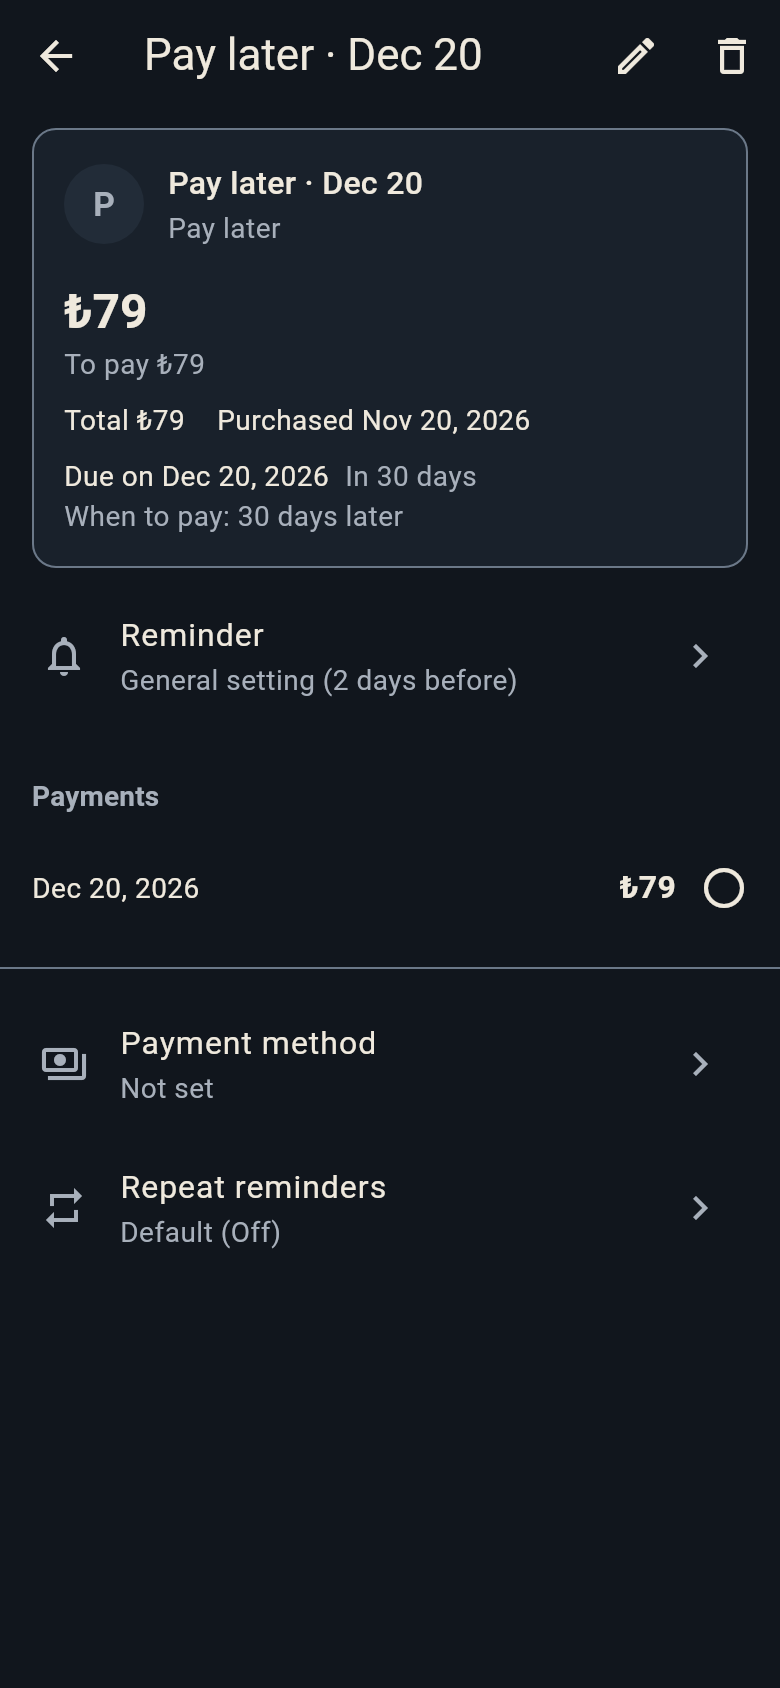 Pay later · Dec 20
P
Pay later · Dec 20
Pay later
₺79
To pay ₺79
Total ₺79 Purchased Nov 20, 2026
Due on Dec 20, 2026 In 30 days
When to pay: 30 days later
Reminder
General setting (2 days before)
Payments
Dec 20, 2026 ₺79
Payment method
Not set
Repeat reminders
Default (Off)